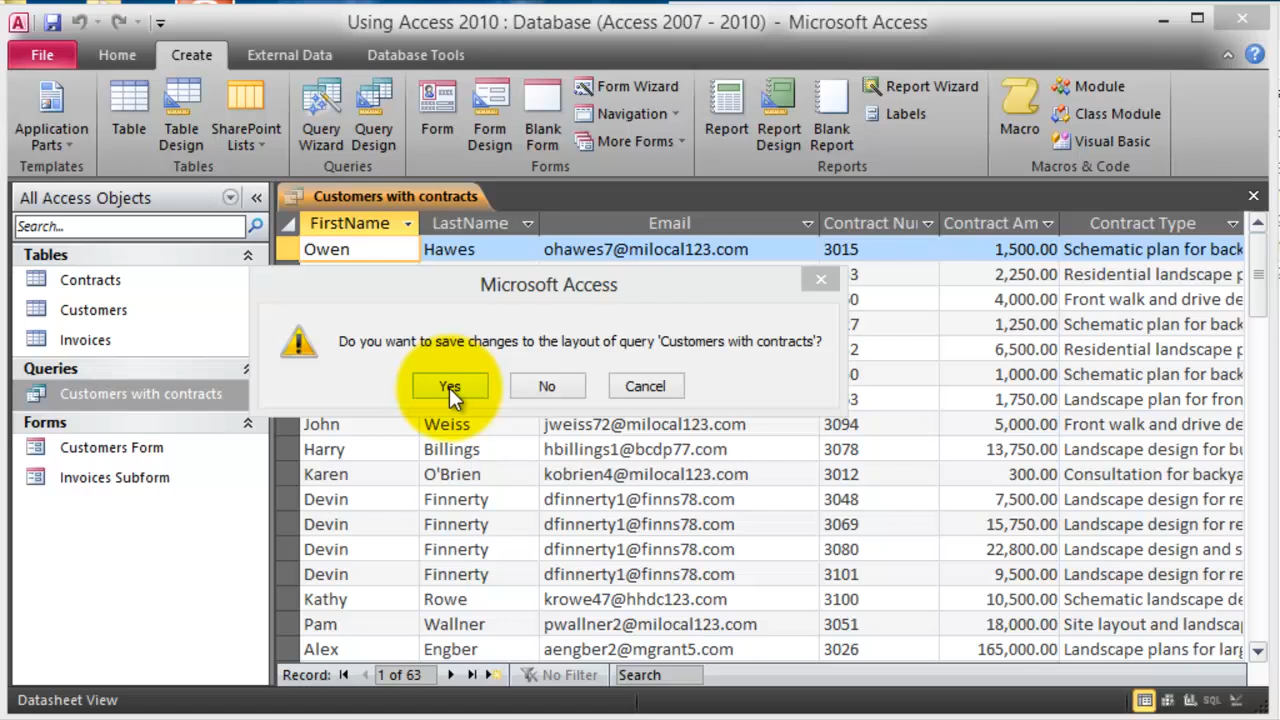 Using Access 2010 : Database (Access 2007 - 2010) - Microsoft Access
File Home Create External Data Database Tools
Application Parts Table Table Design SharePoint Lists Query Wizard Query Design Form Form Design Blank Form Form Wizard Navigation More Forms Report Report Design Blank Report Report Wizard Labels Macro Module Class Module Visual Basic
Templates Tables Queries Forms Reports Macros & Code
All Access Objects
Search...
Tables
Contracts
Customers
Invoices
Queries
Customers with contracts
Forms
Customers Form
Invoices Subform
Customers with contracts
FirstName LastName Email Contract Nu Contract Am Contract Type
Owen Hawes ohawes7@milocal123.com 3015 1,500.00 Schematic plan for back
3 2,250.00 Residential landscape p
0 4,000.00 Front walk and drive de
7 1,250.00 Schematic plan for back
2 6,500.00 Residential landscape p
0 1,000.00 Schematic plan for back
3 1,750.00 Landscape plan for fron
John Weiss jweiss72@milocal123.com 3094 5,000.00 Front walk and drive de
Harry Billings hbillings1@bcdp77.com 3078 13,750.00 Landscape design for bu
Karen O'Brien kobrien4@milocal123.com 3012 300.00 Consultation for backya
Devin Finnerty dfinnerty1@finns78.com 3048 7,500.00 Landscape design for re
Devin Finnerty dfinnerty1@finns78.com 3069 15,750.00 Landscape design for re
Devin Finnerty dfinnerty1@finns78.com 3080 22,800.00 Landscape design and s
Devin Finnerty dfinnerty1@finns78.com 3101 9,500.00 Landscape design for re
Kathy Rowe krowe47@hhdc123.com 3100 10,500.00 Schematic landscape de
Pam Wallner pwallner2@milocal123.com 3051 18,000.00 Site layout and landscap
Alex Engber aengber2@mgrant5.com 3026 165,000.00 Landscape plans for larg
Microsoft Access
Do you want to save changes to the layout of query 'Customers with contracts'?
Yes No Cancel
Record: 1 of 63 No Filter Search
Datasheet View SQL